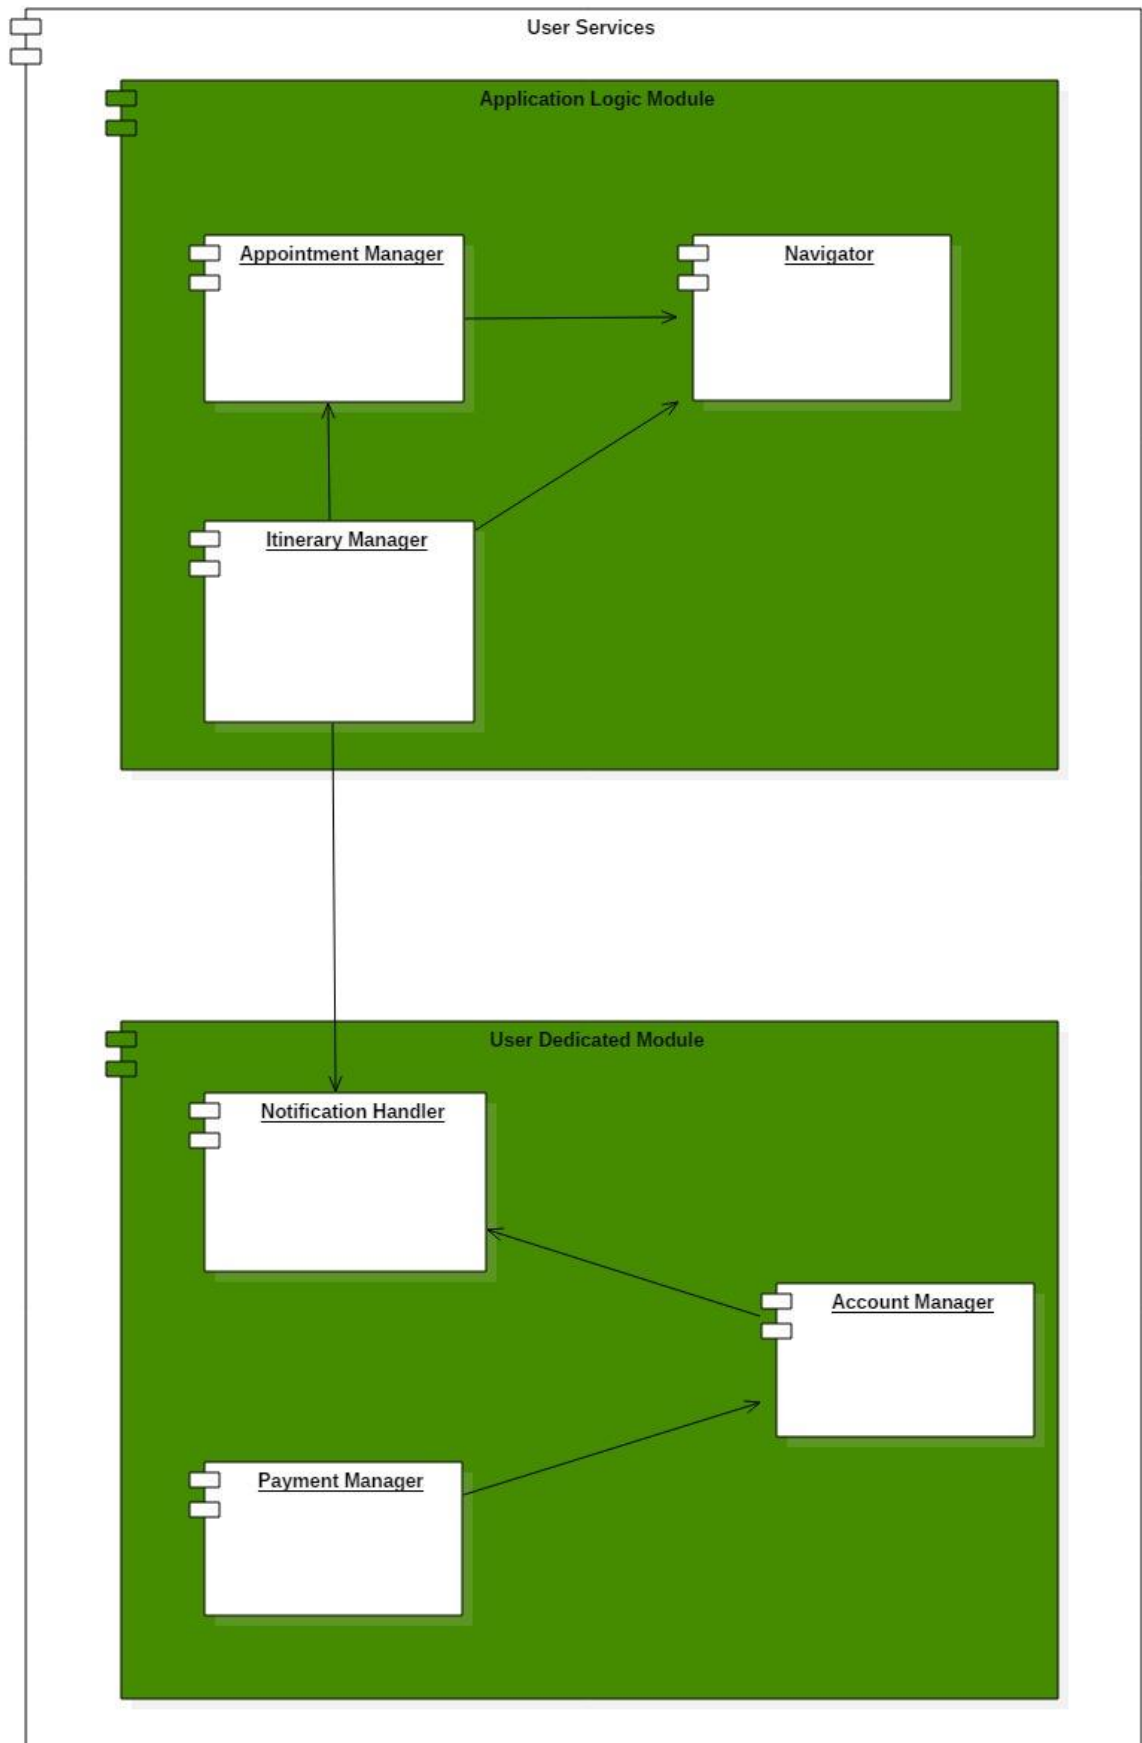 User Services
Application Logic Module
Appointment Manager
Navigator
Itinerary Manager
User Dedicated Module
Notification Handler
Account Manager
Payment Manager